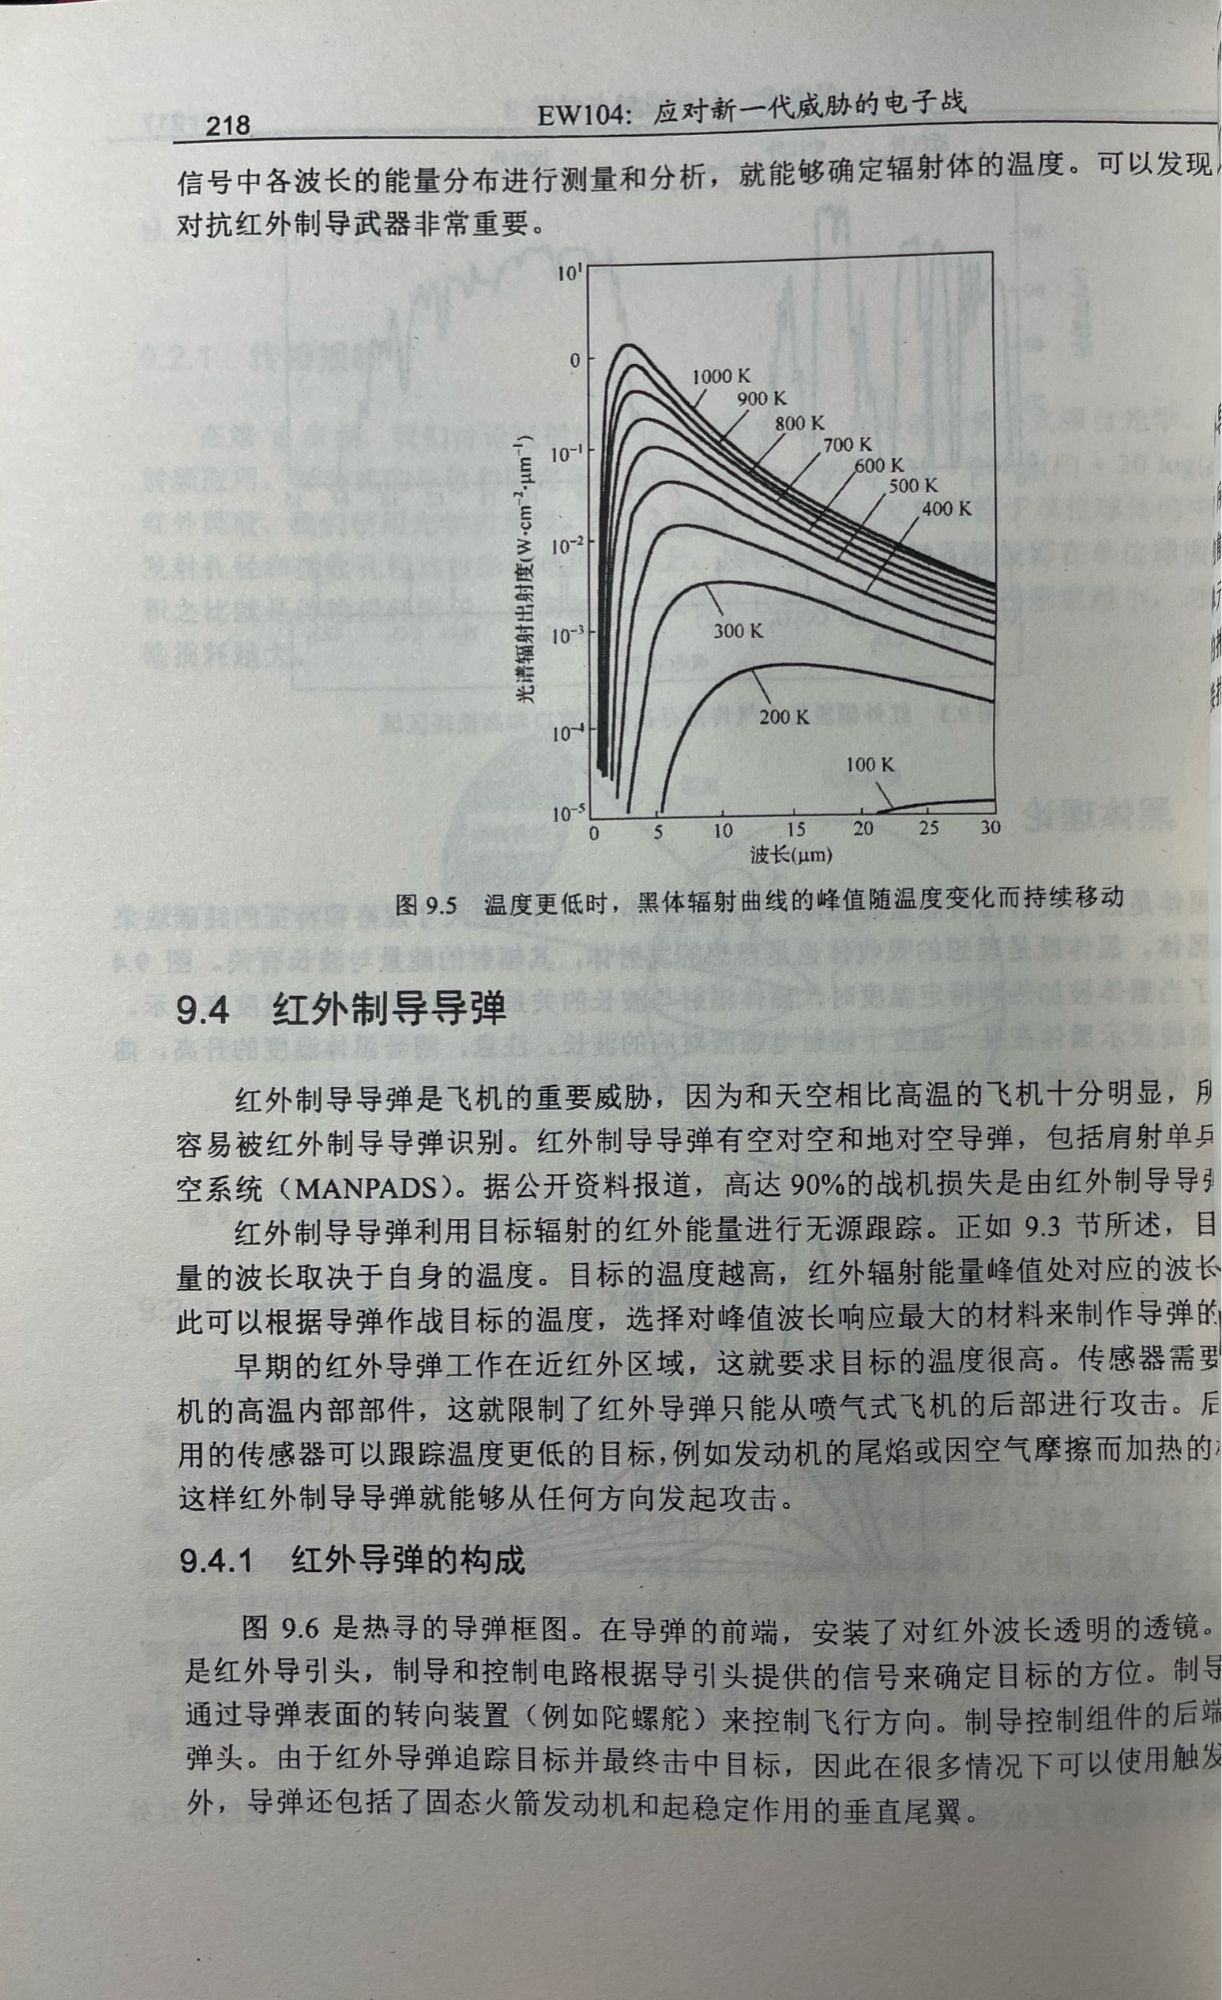 218
EW104：应对新一代威胁的电子战
信号中各波长的能量分布进行测量和分析，就能够确定辐射体的温度。可以发现
对抗红外制导武器非常重要。
10¹
0
10⁻¹
10⁻²
10⁻³
10⁻⁴
10⁻⁵
光谱辐射出射度(W·cm⁻²·μm⁻¹)
1000 K
900 K
800 K
700 K
600 K
500 K
400 K
300 K
200 K
100 K
0 5 10 15 20 25 30
波长(μm)
图 9.5 温度更低时，黑体辐射曲线的峰值随温度变化而持续移动
9.4 红外制导导弹
红外制导导弹是飞机的重要威胁，因为和天空相比高温的飞机十分明显，所
容易被红外制导导弹识别。红外制导导弹有空对空和地对空导弹，包括肩射单兵
空系统（MANPADS）。据公开资料报道，高达 90%的战机损失是由红外制导导弹
红外制导导弹利用目标辐射的红外能量进行无源跟踪。正如 9.3 节所述，目
量的波长取决于自身的温度。目标的温度越高，红外辐射能量峰值处对应的波长
此可以根据导弹作战目标的温度，选择对峰值波长响应最大的材料来制作导弹的
早期的红外导弹工作在近红外区域，这就要求目标的温度很高。传感器需要
机的高温内部部件，这就限制了红外导弹只能从喷气式飞机的后部进行攻击。后
用的传感器可以跟踪温度更低的目标，例如发动机的尾焰或因空气摩擦而加热的
这样红外制导导弹就能够从任何方向发起攻击。
9.4.1 红外导弹的构成
图 9.6 是热寻的导弹框图。在导弹的前端，安装了对红外波长透明的透镜。
是红外导引头，制导和控制电路根据导引头提供的信号来确定目标的方位。制导
通过导弹表面的转向装置（例如陀螺舵）来控制飞行方向。制导控制组件的后端
弹头。由于红外导弹追踪目标并最终击中目标，因此在很多情况下可以使用触发
外，导弹还包括了固态火箭发动机和起稳定作用的垂直尾翼。